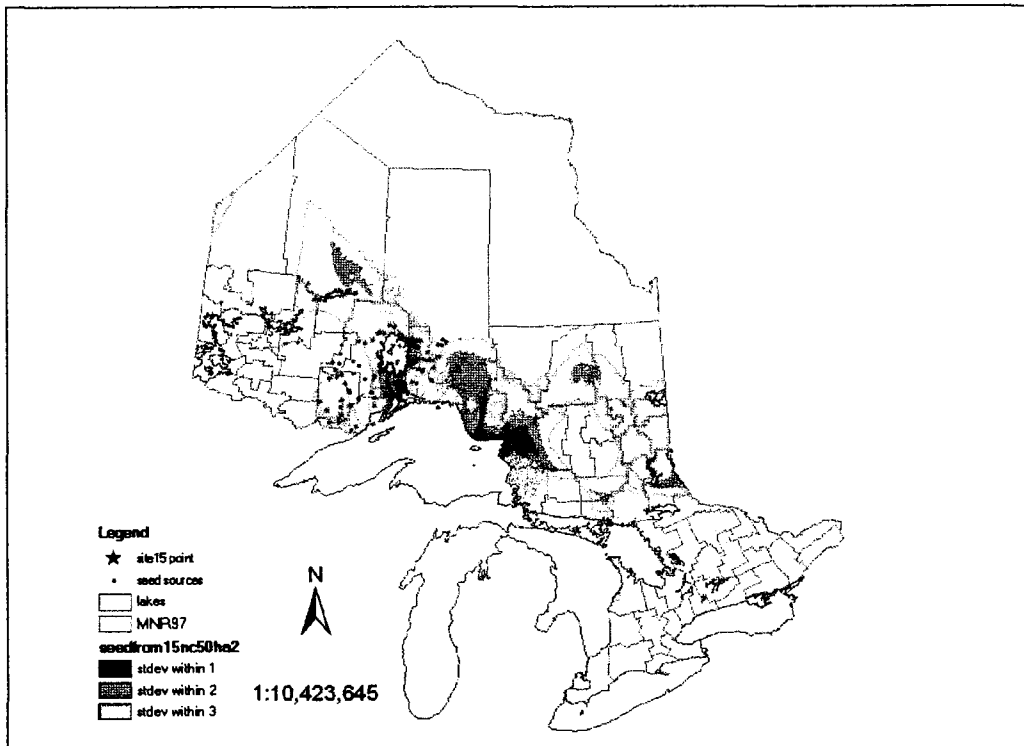 Legend
site15 point
seed sources
lakes
MNR97
seedfrom15nc50ha2
stdev within 1
stdev within 2
stdev within 3
N
1:10,423,645